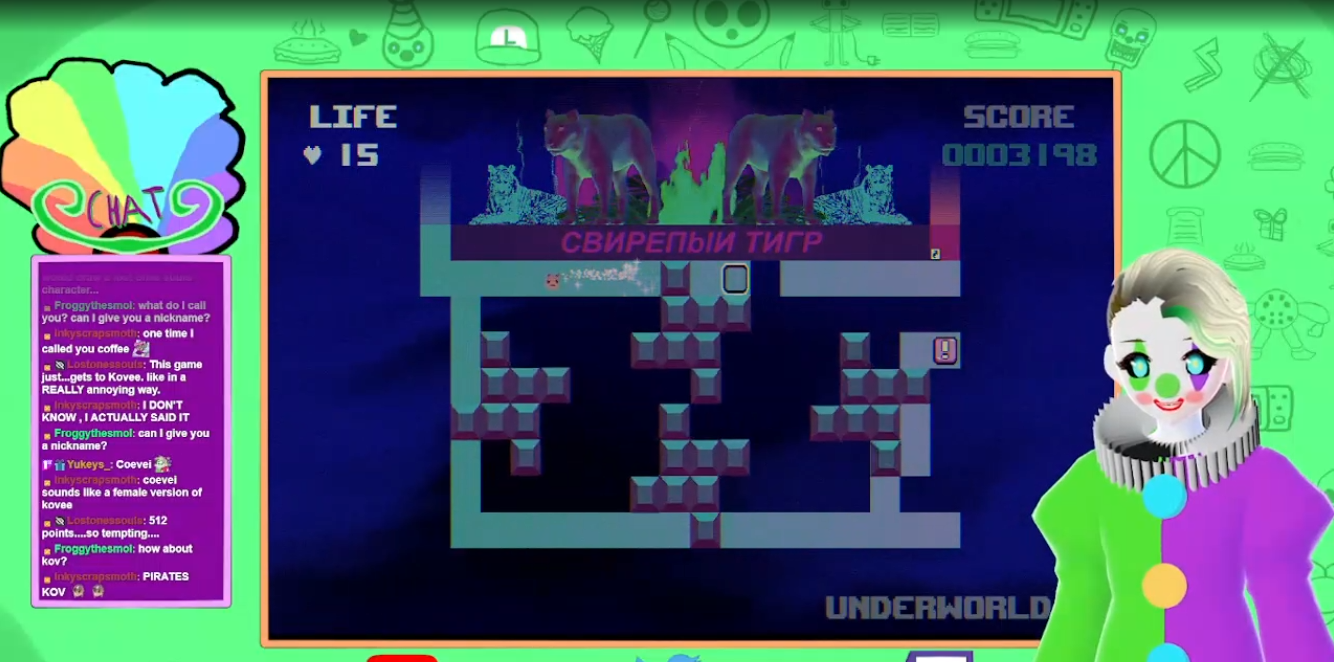 L
CHAT
LIFE
15
SCORE
0003198
СВИРЕПЫЙ ТИГР
UNDERWORLD
character...
Froggythesmol: what do I call
you? can I give you a nickname?
Inkyscrapsmoth: one time I
called you coffee
Lostonessouls: This game
just...gets to Kovee. like in a
REALLY annoying way.
Inkyscrapsmoth: I DON'T
KNOW , I ACTUALLY SAID IT
Froggythesmol: can I give you
a nickname?
Yukeys_: Coevei
Inkyscrapsmoth: coevei
sounds like a female version of
kovee
Lostonessouls: 512
points....so tempting....
Froggythesmol: how about
kov?
Inkyscrapsmoth: PIRATES
KOV